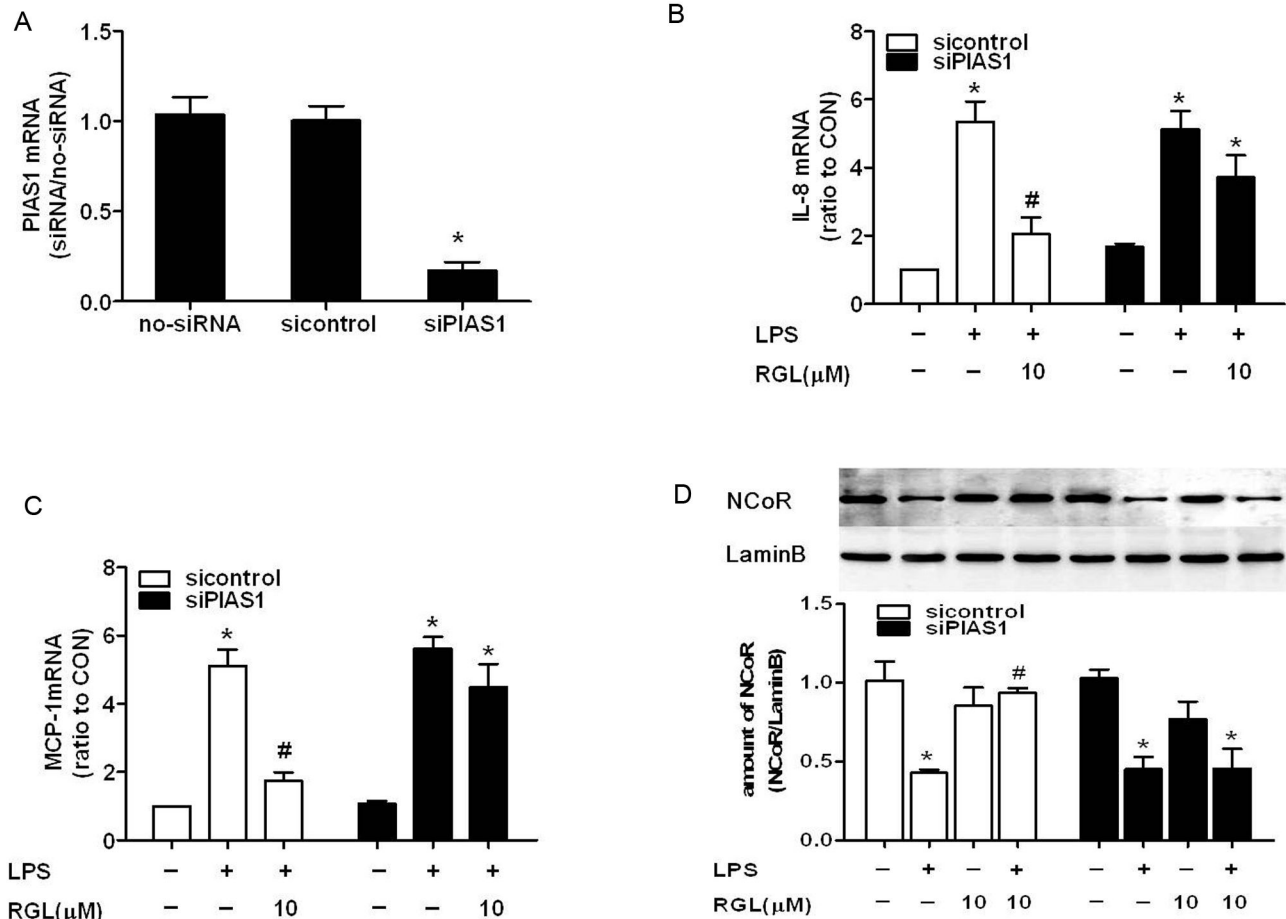 A
PIAS1 mRNA
(siRNA/no-siRNA)
1.5
1.0
0.5
0.0
*
no-siRNA sicontrol siPIAS1
B
IL-8 mRNA
(ratio to CON)
8
6
4
2
0
sicontrol
siPIAS1
* # * *
LPS − + + − + +
RGL(μM) − − 10 − − 10
C
MCP-1mRNA
(ratio to CON)
8
6
4
2
0
sicontrol
siPIAS1
* # * *
LPS − + + − + +
RGL(μM) − − 10 − − 10
D
NCoR
LaminB
amount of NCoR
(NCoR/LaminB)
1.5
1.0
0.5
0.0
sicontrol
siPIAS1
* # * *
LPS − + − + − + − +
RGL(μM) − − 10 10 − − 10 10